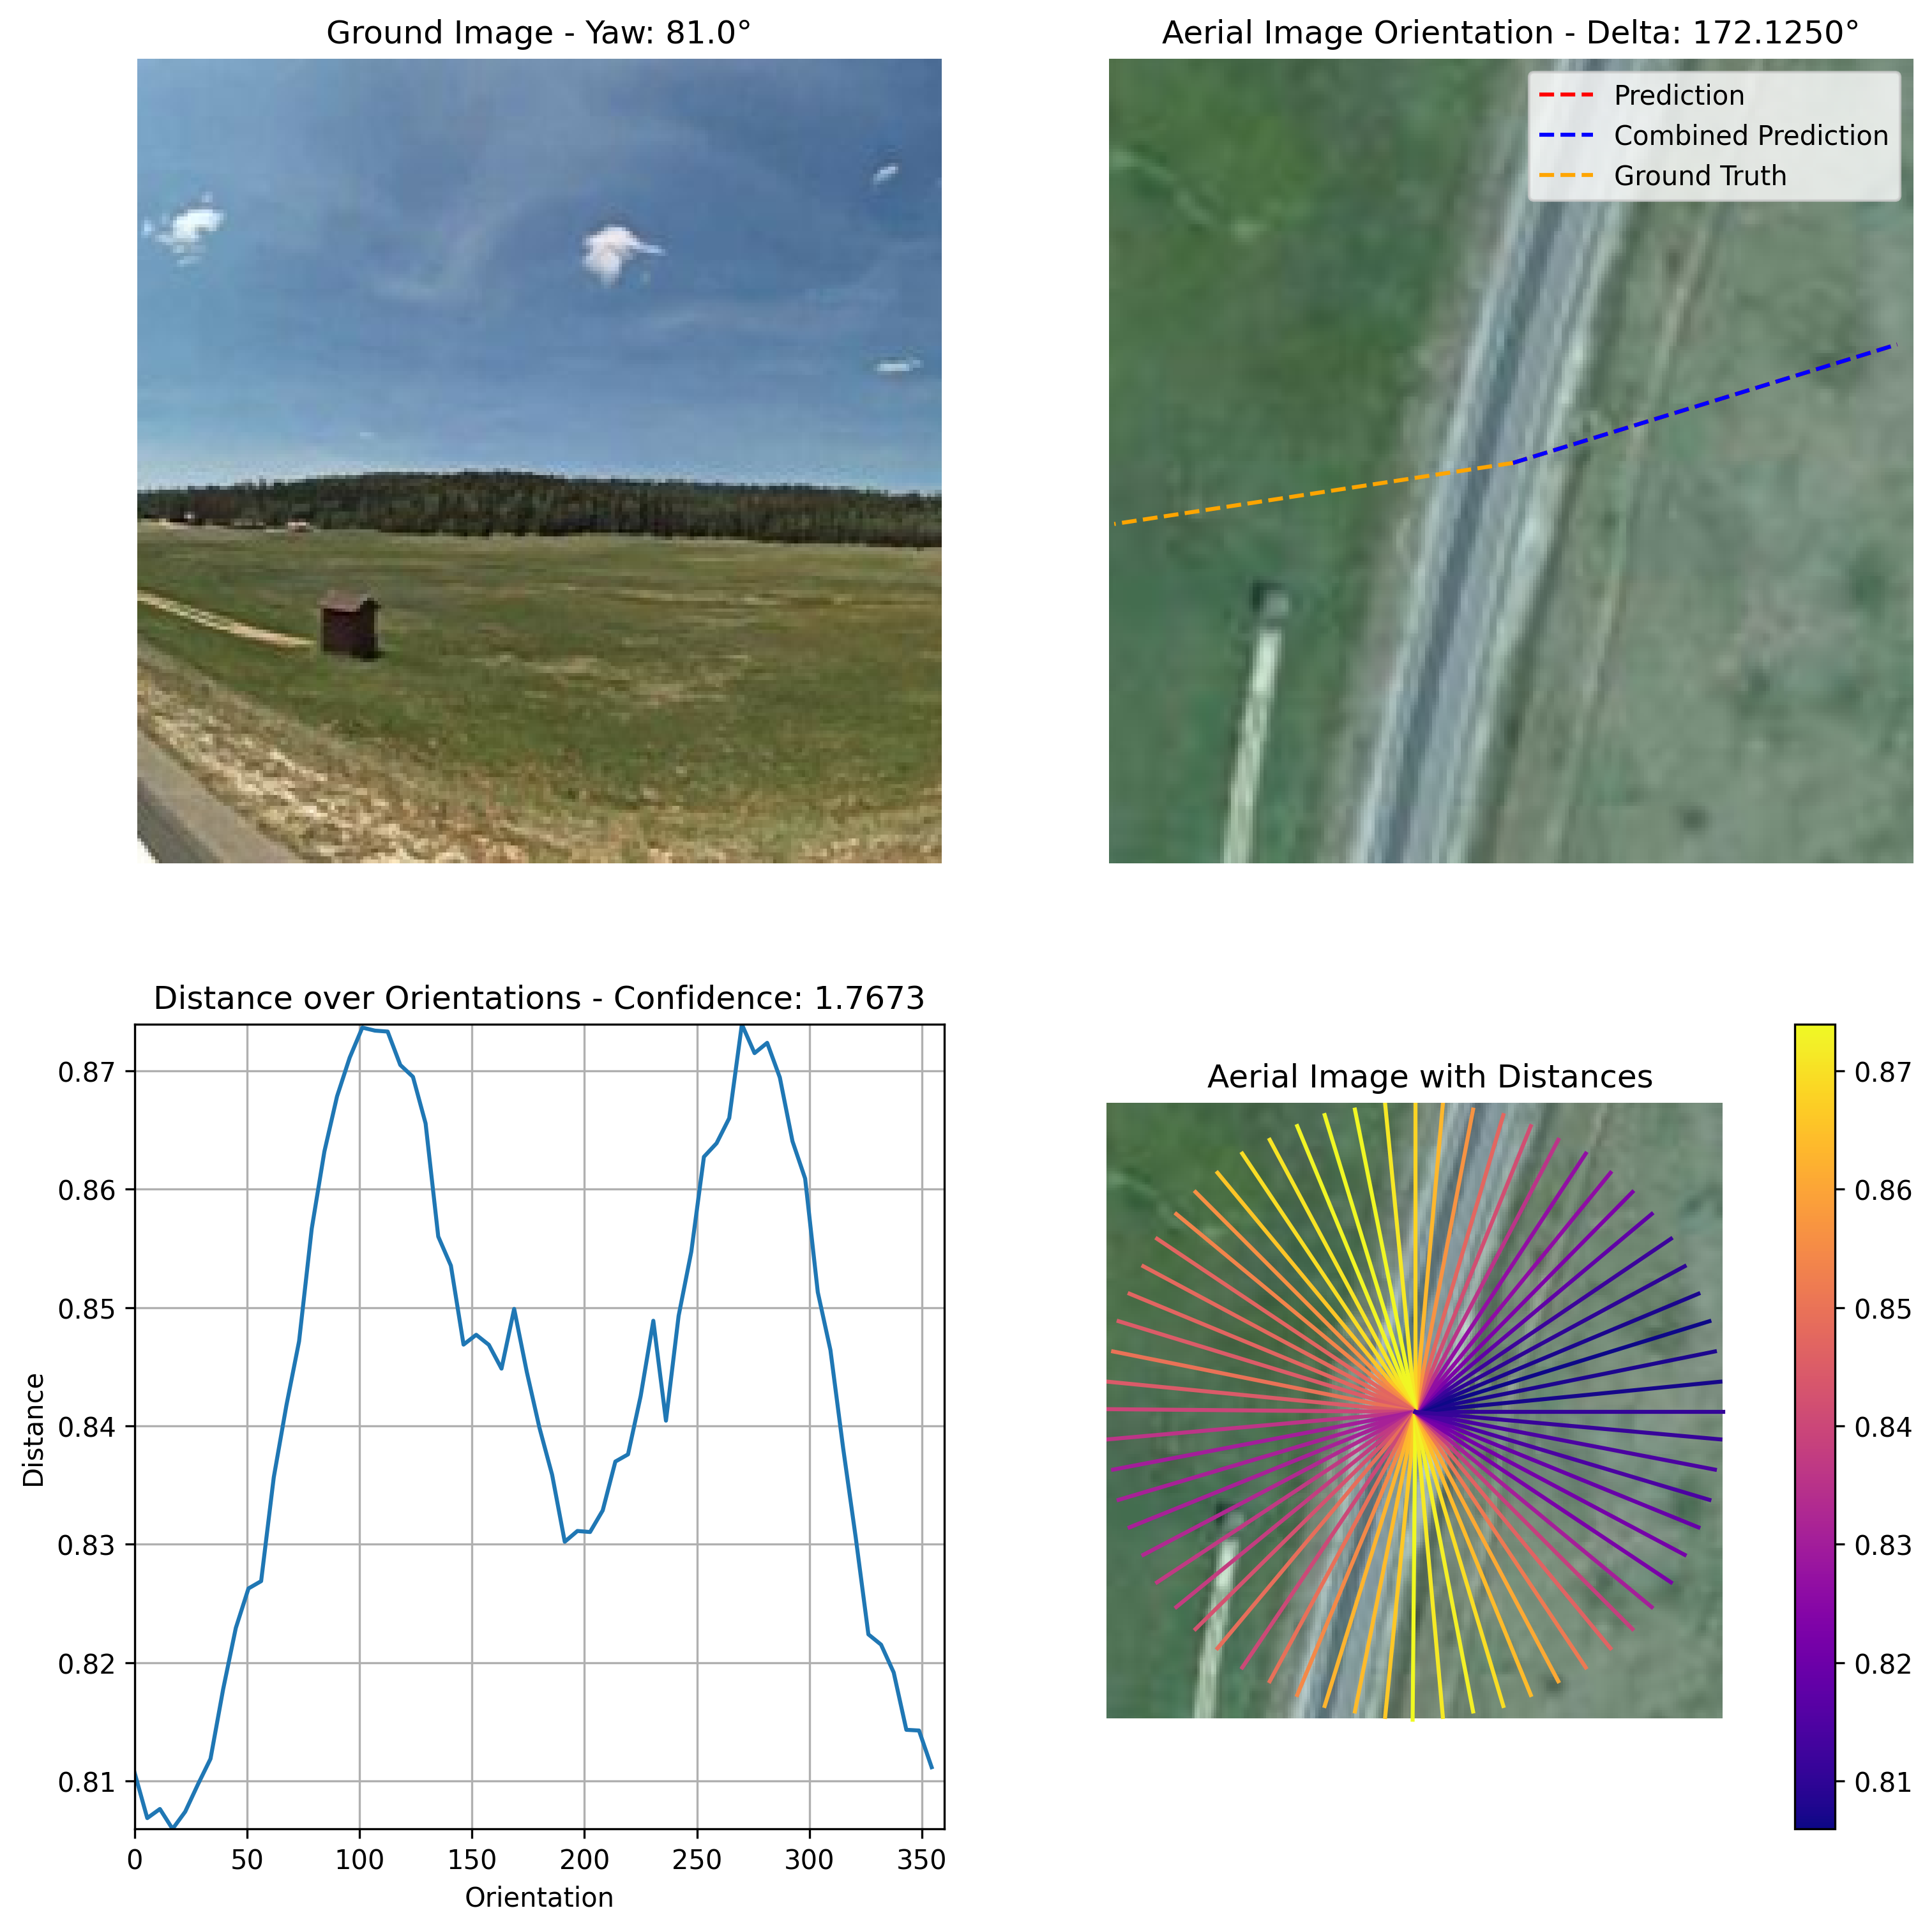 Ground Image - Yaw: 81.0°
Aerial Image Orientation - Delta: 172.1250°
Prediction
Combined Prediction
Ground Truth
Distance over Orientations - Confidence: 1.7673
0.87
0.86
0.85
0.84
0.83
0.82
0.81
Distance
0 50 100 150 200 250 300 350
Orientation
Aerial Image with Distances
0.87
0.86
0.85
0.84
0.83
0.82
0.81